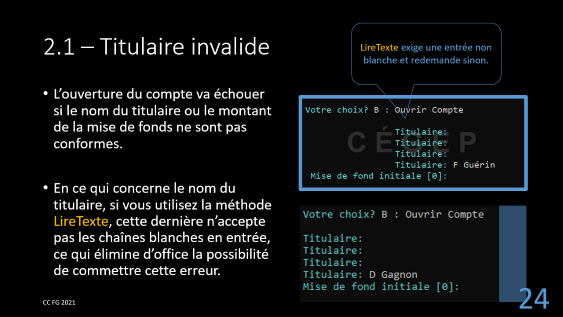 2.1 – Titulaire invalide
• L’ouverture du compte va échouer
si le nom du titulaire ou le montant
de la mise de fonds ne sont pas
conformes.
• En ce qui concerne le nom du
titulaire, si vous utilisez la méthode
LireTexte, cette dernière n’accepte
pas les chaînes blanches en entrée,
ce qui élimine d’office la possibilité
de commettre cette erreur.
LireTexte exige une entrée non
blanche et redemande sinon.
Votre choix? B : Ouvrir Compte
Titulaire:
Titulaire:
Titulaire:
Titulaire: F Guérin
Mise de fond initiale [0]:
CÉGEP
Votre choix? B : Ouvrir Compte
Titulaire:
Titulaire:
Titulaire:
Titulaire: D Gagnon
Mise de fond initiale [0]:
CC FG 2021
24